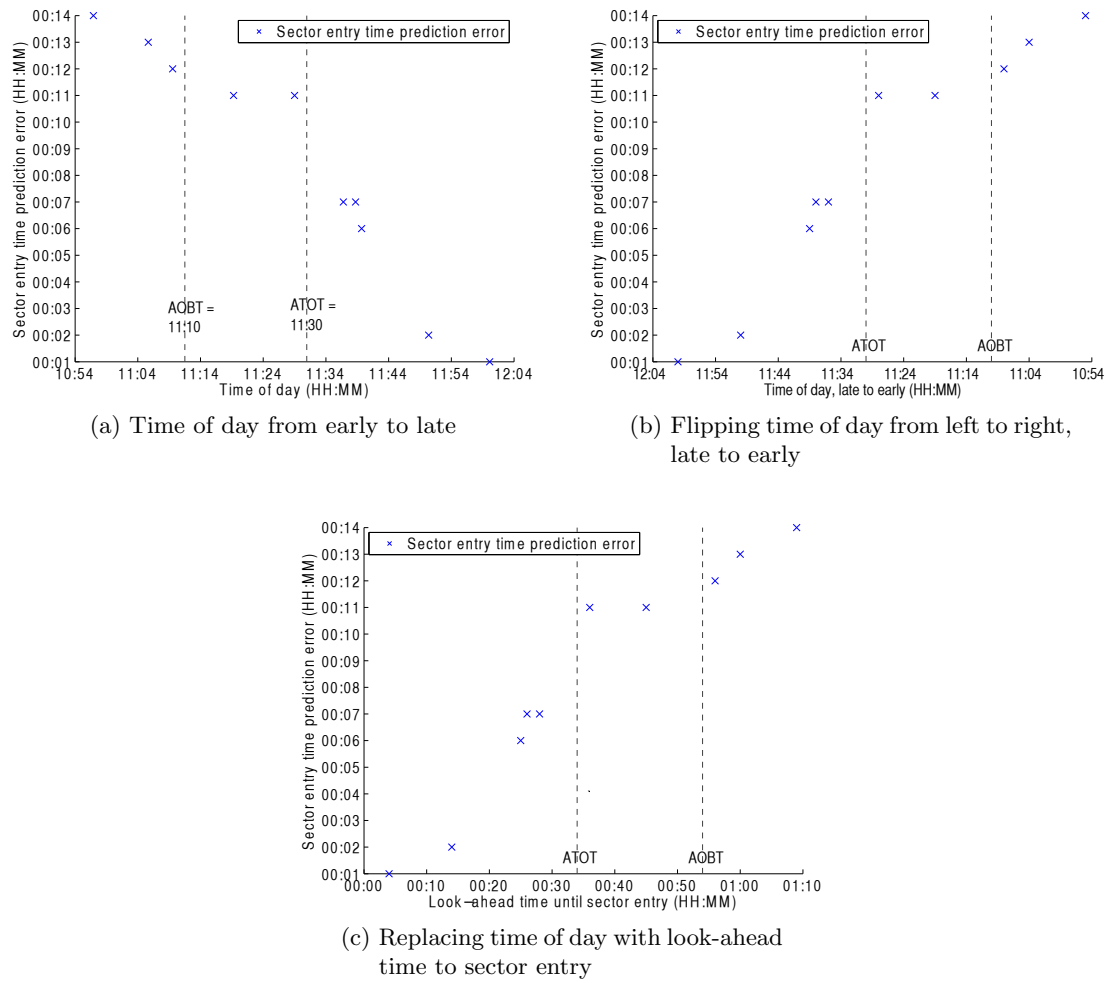 Sector entry time prediction error (HH:MM)
00:14
00:13
00:12
00:11
00:10
00:09
00:08
00:07
00:06
00:05
00:04
00:03
00:02
00:01
Sector entry time prediction error
AOBT =
11:10
ATOT =
11:30
10:54 11:04 11:14 11:24 11:34 11:44 11:54 12:04
Time of day (HH:MM)
(a) Time of day from early to late
Sector entry time prediction error (HH:MM)
00:14
00:13
00:12
00:11
00:10
00:09
00:08
00:07
00:06
00:05
00:04
00:03
00:02
00:01
Sector entry time prediction error
ATOT AOBT
12:04 11:54 11:44 11:34 11:24 11:14 11:04 10:54
Time of day, late to early (HH:MM)
(b) Flipping time of day from left to right,
late to early
Sector entry time prediction error (HH:MM)
00:14
00:13
00:12
00:11
00:10
00:09
00:08
00:07
00:06
00:05
00:04
00:03
00:02
00:01
Sector entry time prediction error
ATOT AOBT
00:00 00:10 00:20 00:30 00:40 00:50 01:00 01:10
Look−ahead time until sector entry (HH:MM)
(c) Replacing time of day with look-ahead
time to sector entry